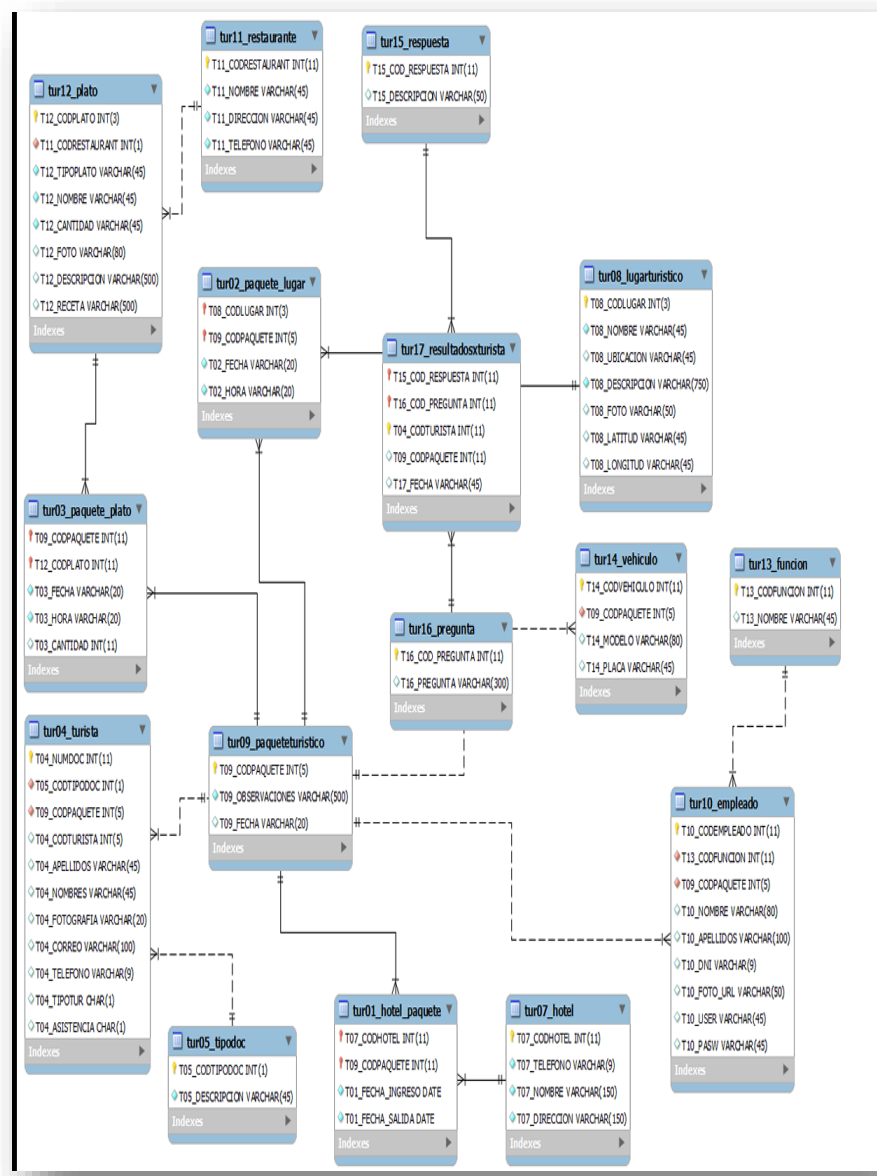 tur11_restaurante
T11_CODRESTAURANT INT(11)
T11_NOMBRE VARCHAR(45)
T11_DIRECCION VARCHAR(45)
T11_TELEFONO VARCHAR(45)
Indexes
tur15_respuesta
T15_COD_RESPUESTA INT(11)
T15_DESCRIPCION VARCHAR(50)
Indexes
tur12_plato
T12_CODPLATO INT(3)
T11_CODRESTAURANT INT(1)
T12_TIPOPLATO VARCHAR(45)
T12_NOMBRE VARCHAR(45)
T12_CANTIDAD VARCHAR(45)
T12_FOTO VARCHAR(80)
T12_DESCRIPCION VARCHAR(500)
T12_RECETA VARCHAR(500)
Indexes
tur02_paquete_lugar
T08_CODLUGAR INT(3)
T09_CODPAQUETE INT(5)
T02_FECHA VARCHAR(20)
T02_HORA VARCHAR(20)
Indexes
tur08_lugarturistico
T08_CODLUGAR INT(3)
T08_NOMBRE VARCHAR(45)
T08_UBICACION VARCHAR(45)
T08_DESCRIPCION VARCHAR(750)
T08_FOTO VARCHAR(50)
T08_LATITUD VARCHAR(45)
T08_LONGITUD VARCHAR(45)
Indexes
tur17_resultadosxturista
T15_COD_RESPUESTA INT(11)
T16_COD_PREGUNTA INT(11)
T04_CODTURISTA INT(11)
T09_CODPAQUETE INT(11)
T17_FECHA VARCHAR(45)
Indexes
tur03_paquete_plato
T09_CODPAQUETE INT(11)
T12_CODPLATO INT(11)
T03_FECHA VARCHAR(20)
T03_HORA VARCHAR(20)
T03_CANTIDAD INT(11)
Indexes
tur14_vehiculo
T14_CODVEHICULO INT(11)
T09_CODPAQUETE INT(5)
T14_MODELO VARCHAR(80)
T14_PLACA VARCHAR(45)
Indexes
tur13_funcion
T13_CODFUNCION INT(11)
T13_NOMBRE VARCHAR(45)
Indexes
tur16_pregunta
T16_COD_PREGUNTA INT(11)
T16_PREGUNTA VARCHAR(300)
Indexes
tur04_turista
T04_NUMDOC INT(11)
T05_CODTIPODOC INT(1)
T09_CODPAQUETE INT(5)
T04_CODTURISTA INT(5)
T04_APELLIDOS VARCHAR(45)
T04_NOMBRES VARCHAR(45)
T04_FOTOGRAFIA VARCHAR(20)
T04_CORREO VARCHAR(100)
T04_TELEFONO VARCHAR(9)
T04_TIPOTUR CHAR(1)
T04_ASISTENCIA CHAR(1)
Indexes
tur09_paqueteturistico
T09_CODPAQUETE INT(5)
T09_OBSERVACIONES VARCHAR(500)
T09_FECHA VARCHAR(20)
Indexes
tur10_empleado
T10_CODEMPLEADO INT(11)
T13_CODFUNCION INT(11)
T09_CODPAQUETE INT(5)
T10_NOMBRE VARCHAR(80)
T10_APELLIDOS VARCHAR(100)
T10_DNI VARCHAR(9)
T10_FOTO_URL VARCHAR(50)
T10_USER VARCHAR(45)
T10_PASW VARCHAR(45)
Indexes
tur05_tipodoc
T05_CODTIPODOC INT(1)
T05_DESCRIPCION VARCHAR(45)
Indexes
tur01_hotel_paquete
T07_CODHOTEL INT(11)
T09_CODPAQUETE INT(11)
T01_FECHA_INGRESO DATE
T01_FECHA_SALIDA DATE
Indexes
tur07_hotel
T07_CODHOTEL INT(11)
T07_TELEFONO VARCHAR(9)
T07_NOMBRE VARCHAR(150)
T07_DIRECCION VARCHAR(150)
Indexes